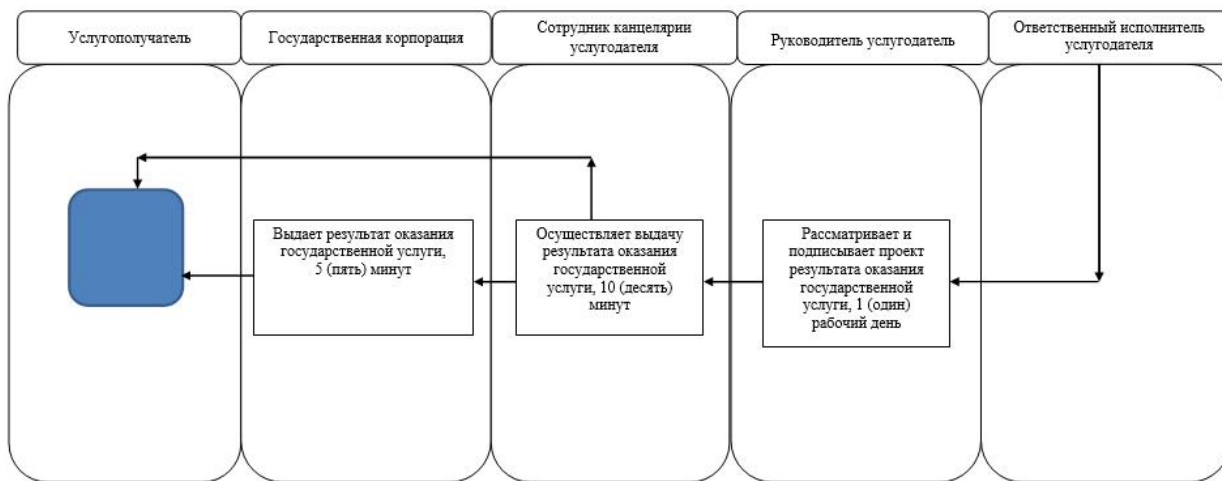 Услугополучатель
Государственная корпорация
Сотрудник канцелярии
услугодателя
Руководитель услугодатель
Ответственный исполнитель
услугодателя
Выдает результат оказания
государственной услуги,
5 (пять) минут
Осуществляет выдачу
результата оказания
государственной
услуги, 10 (десять)
минут
Рассматривает и
подписывает проект
результата оказания
государственной
услуги, 1 (один)
рабочий день